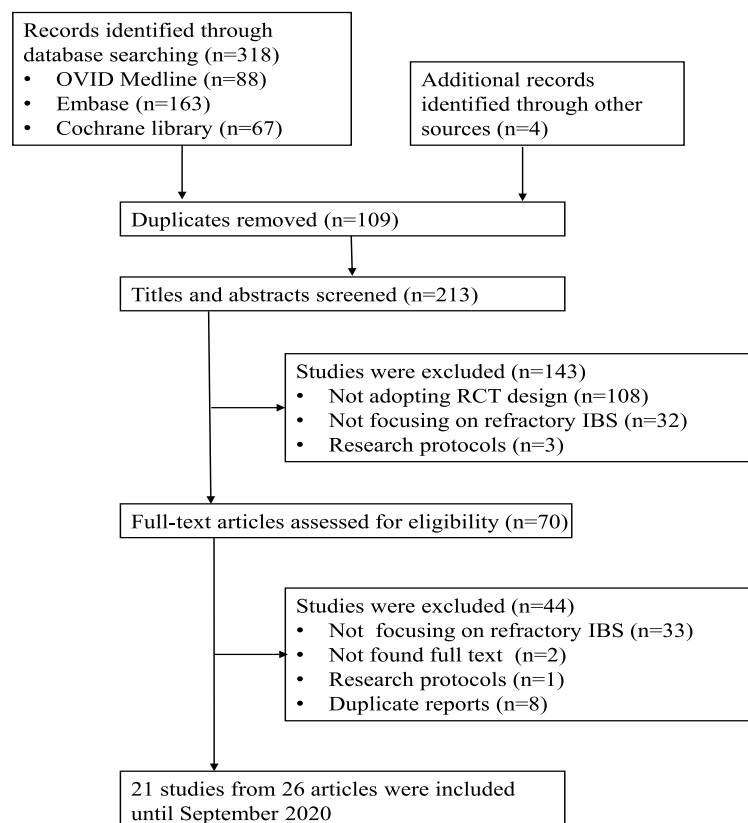 Records identified through
database searching (n=318)
• OVID Medline (n=88)
• Embase (n=163)
• Cochrane library (n=67)
Additional records
identified through other
sources (n=4)
Duplicates removed (n=109)
Titles and abstracts screened (n=213)
Studies were excluded (n=143)
• Not adopting RCT design (n=108)
• Not focusing on refractory IBS (n=32)
• Research protocols (n=3)
Full-text articles assessed for eligibility (n=70)
Studies were excluded (n=44)
• Not focusing on refractory IBS (n=33)
• Not found full text (n=2)
• Research protocols (n=1)
• Duplicate reports (n=8)
21 studies from 26 articles were included
until September 2020